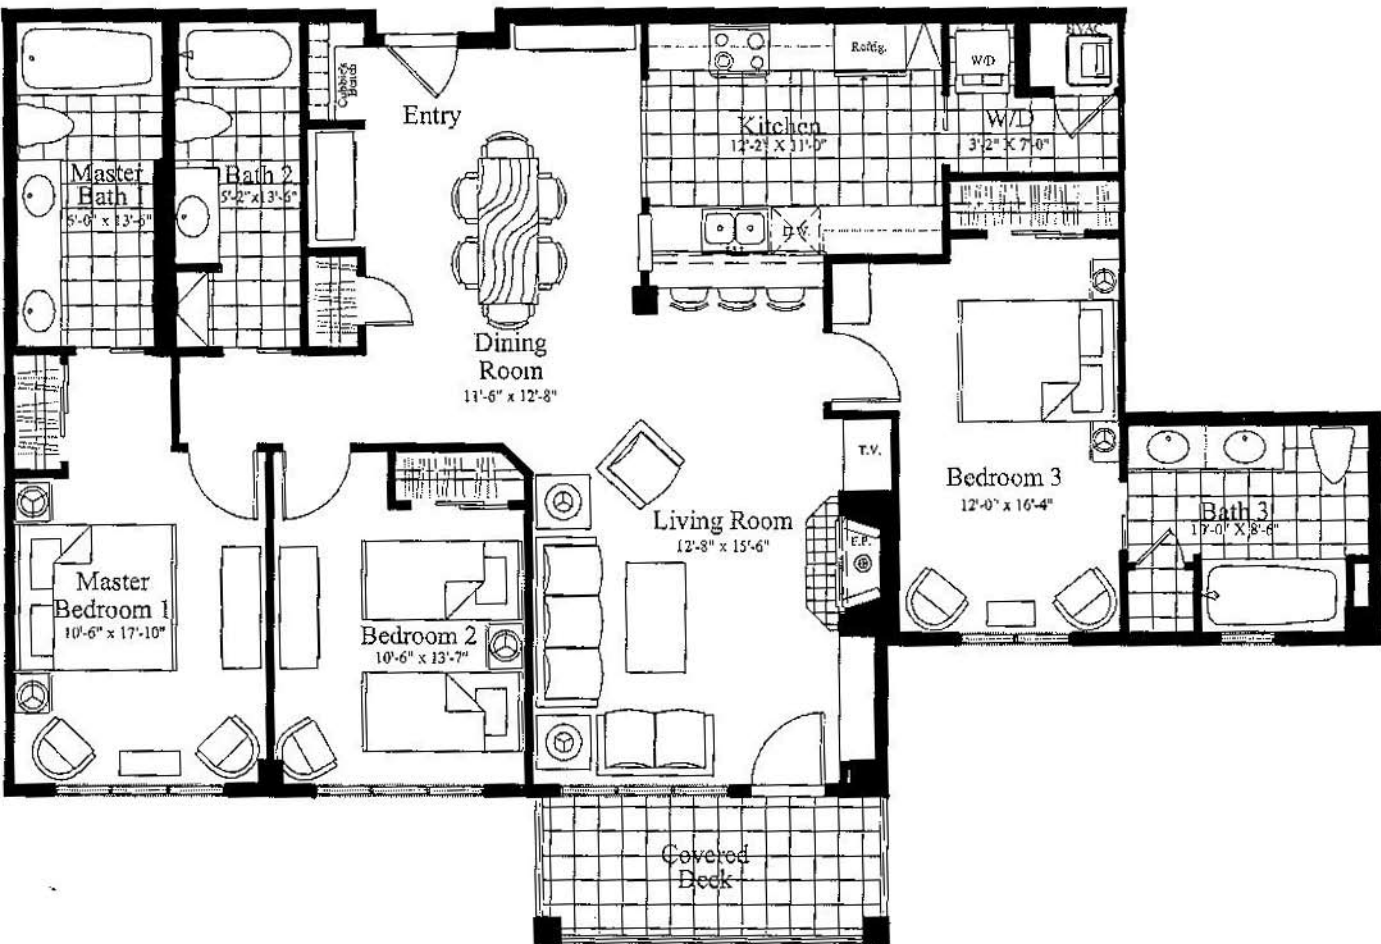 HVAC
Refrig.
W/D
Cubbies
Bench
Entry
Kitchen
12'-2" X 11'-0"
W/D
3'-2" X 7'-0"
Master
Bath 1
6'-0" x 13'-6"
Bath 2
5'-2" x 13'-6"
D.W.
Dining
Room
11'-6" x 12'-8"
T.V.
Bedroom 3
12'-0" x 16'-4"
Living Room
12'-8" x 15'-6"
Bath 3
X 8'-6"
F.P.
Master
Bedroom 1
10'-6" x 17'-10"
Bedroom 2
10'-6" x 13'-7"
Covered
Deck